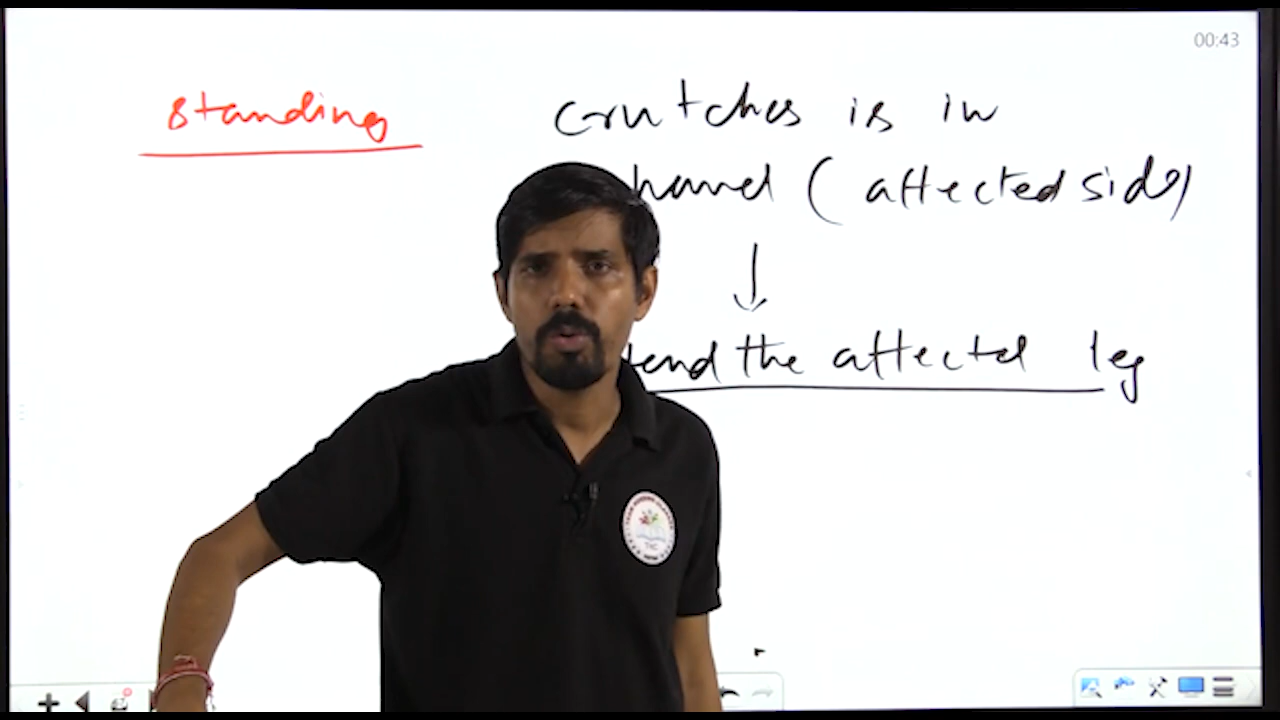 00:43
standing
crutches is in
hand (affected side)
tend the affected leg